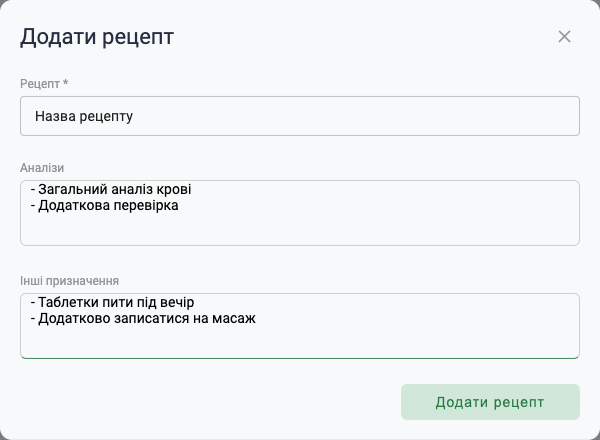 Додати рецепт
Рецепт *
Назва рецепту
Аналізи
- Загальний аналіз крові
- Додаткова перевірка
Інші призначення
- Таблетки пити під вечір
- Додатково записатися на масаж
Додати рецепт